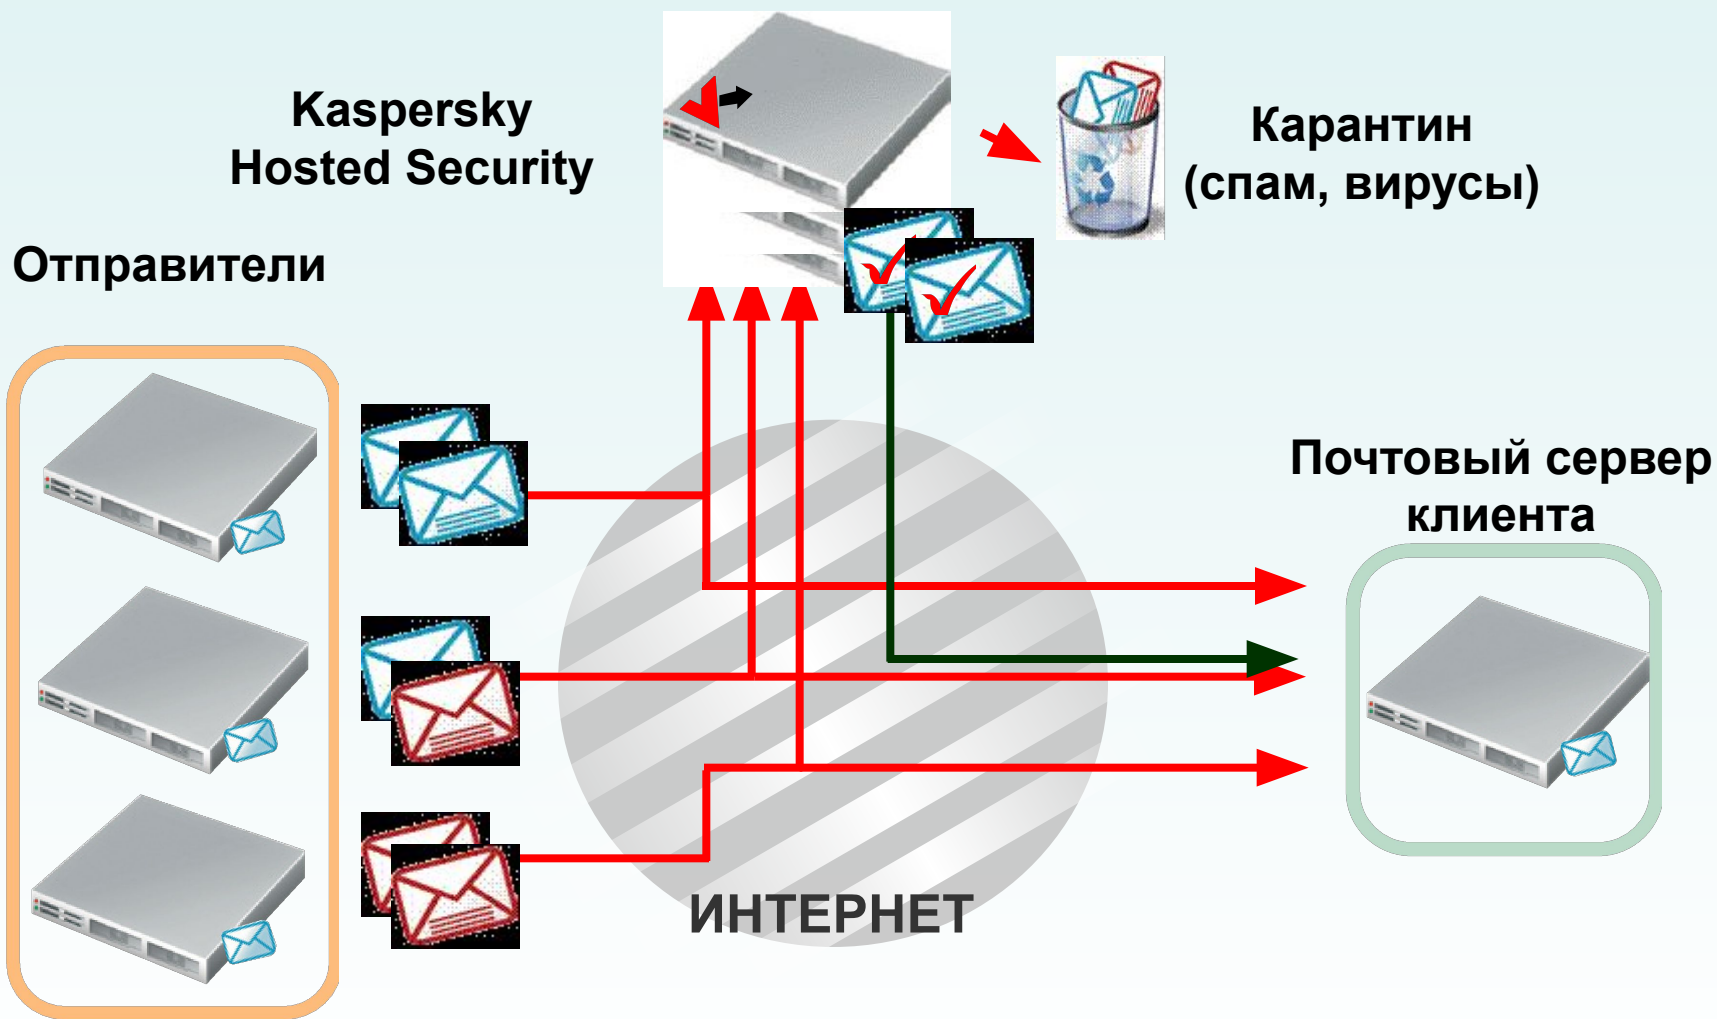 Kaspersky
Hosted Security
Карантин
(спам, вирусы)
Отправители
Почтовый сервер
клиента
ИНТЕРНЕТ